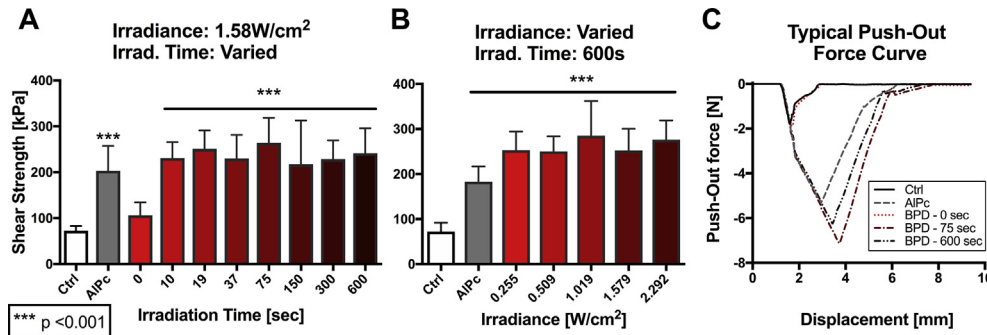 A
Irradiance: 1.58W/cm²
Irrad. Time: Varied
Shear Strength [kPa]
400
300
200
100
0
***
***
Ctrl
AlPc
0
10
19
37
75
150
300
600
Irradiation Time [sec]
*** p <0.001
B
Irradiance: Varied
Irrad. Time: 600s
400
300
200
100
0
***
Ctrl
AlPc
0.255
0.509
1.019
1.579
2.292
Irradiance [W/cm²]
C
Typical Push-Out
Force Curve
Push-Out force [N]
0
-2
-4
-6
-8
Ctrl
AlPc
BPD - 0 sec
BPD - 75 sec
BPD - 600 sec
0 2 4 6 8 10
Displacement [mm]